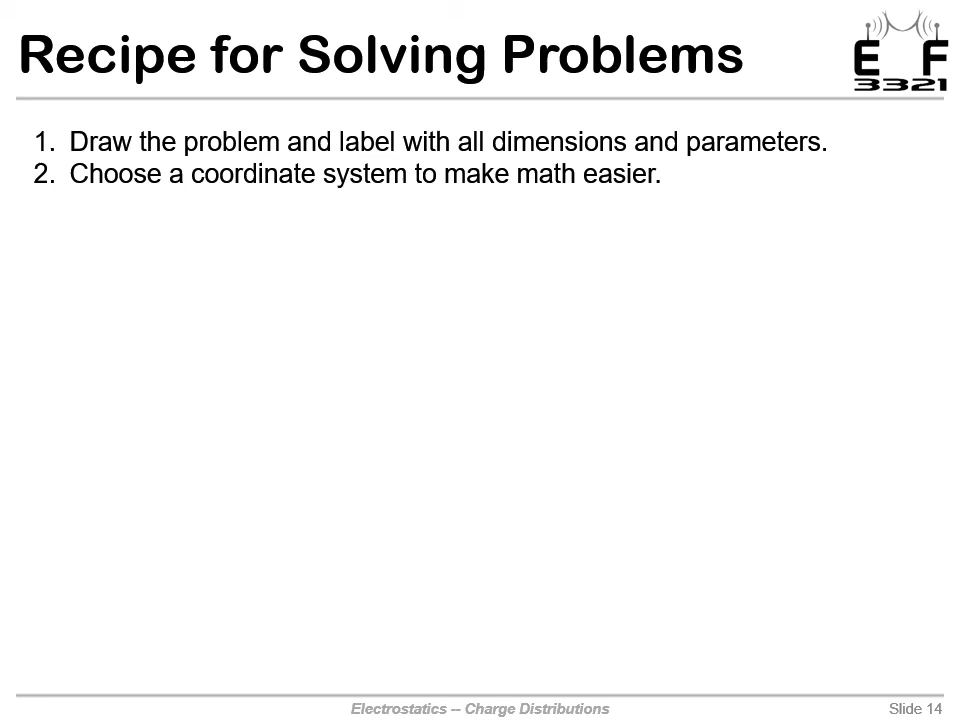 Recipe for Solving Problems
E F
3321
1. Draw the problem and label with all dimensions and parameters.
2. Choose a coordinate system to make math easier.
Electrostatics -- Charge Distributions
Slide 14